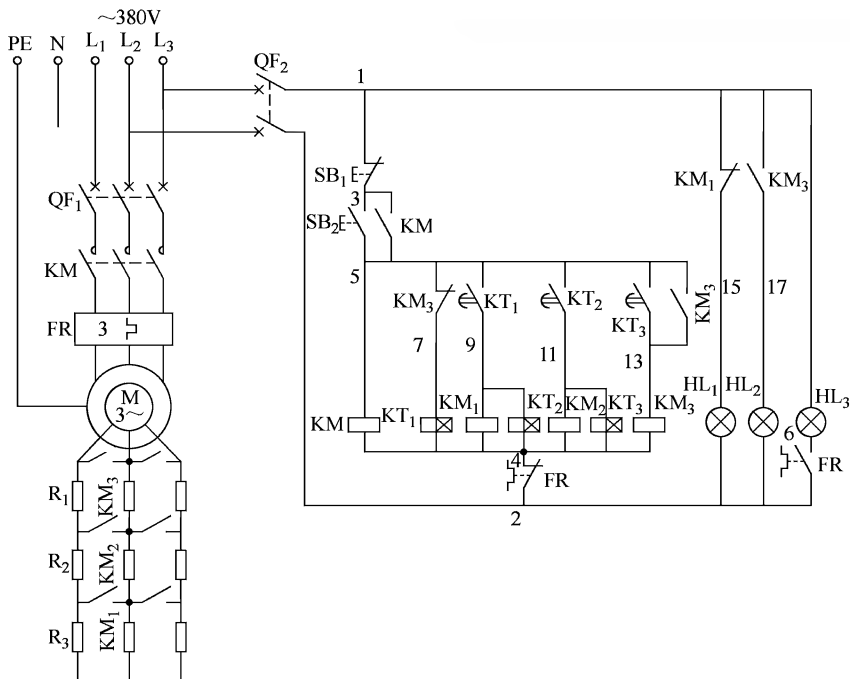 ～380V
PE N L₁ L₂ L₃
QF₂
1
SB₁
KM₁ KM₃
QF₁
3
SB₂ KM
KM
5
KM₃ KT₁ KT₂ KT₃ KM₃ 15 17
FR 3
7 9 11 13
M
3～
HL₁ HL₂ HL₃
KM KT₁ KM₁ KT₂ KM₂ KT₃ KM₃
4 6
FR FR
R₁ KM₃
2
R₂ KM₂
R₃ KM₁